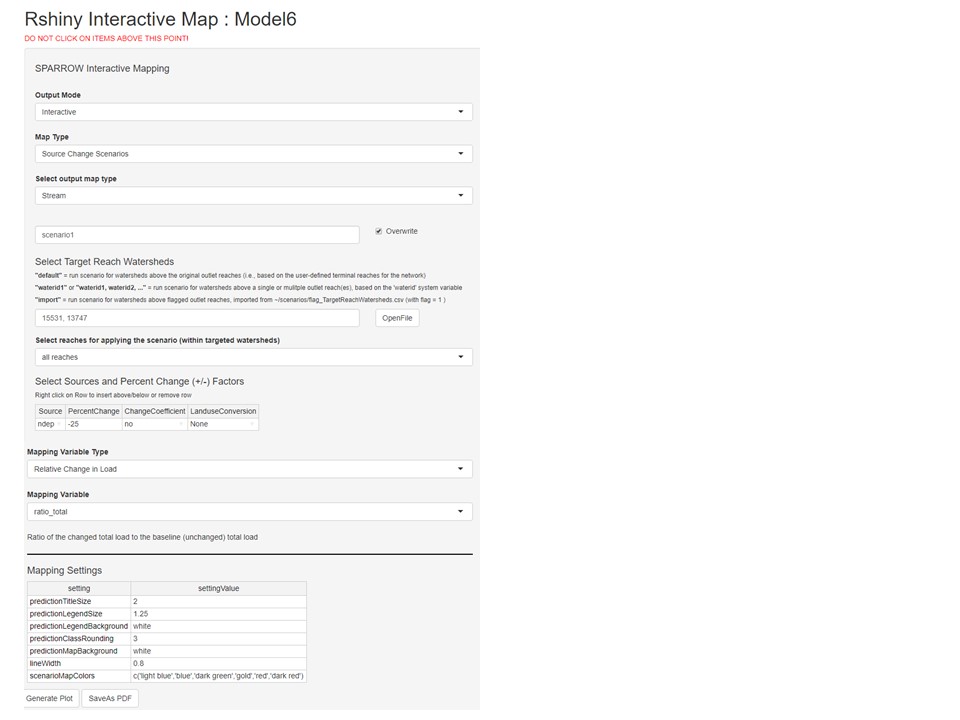 Rshiny Interactive Map : Model6
DO NOT CLICK ON ITEMS ABOVE THIS POINT!
SPARROW Interactive Mapping
Output Mode
Interactive
Map Type
Source Change Scenarios
Select output map type
Stream
scenario1
Overwrite
Select Target Reach Watersheds
"default" = run scenario for watersheds above the original outlet reaches (i.e., based on the user-defined terminal reaches for the network)
"waterid1" or "waterid1, waterid2, ..." = run scenario for watersheds above a single or mulitple outlet reach(es), based on the 'waterid' system variable
"import" = run scenario for watersheds above flagged outlet reaches, imported from ~/scenarios/flag_TargetReachWatersheds.csv (with flag = 1 )
15531, 13747 OpenFile
Select reaches for applying the scenario (within targeted watersheds)
all reaches
Select Sources and Percent Change (+/-) Factors
Right click on Row to insert above/below or remove row
Source PercentChange ChangeCoefficient LanduseConversion
ndep -25 no None
Mapping Variable Type
Relative Change in Load
Mapping Variable
ratio_total
Ratio of the changed total load to the baseline (unchanged) total load
Mapping Settings
setting settingValue
predictionTitleSize 2
predictionLegendSize 1.25
predictionLegendBackground white
predictionClassRounding 3
predictionMapBackground white
lineWidth 0.8
scenarioMapColors c('light blue','blue','dark green','gold','red','dark red')
Generate Plot SaveAs PDF